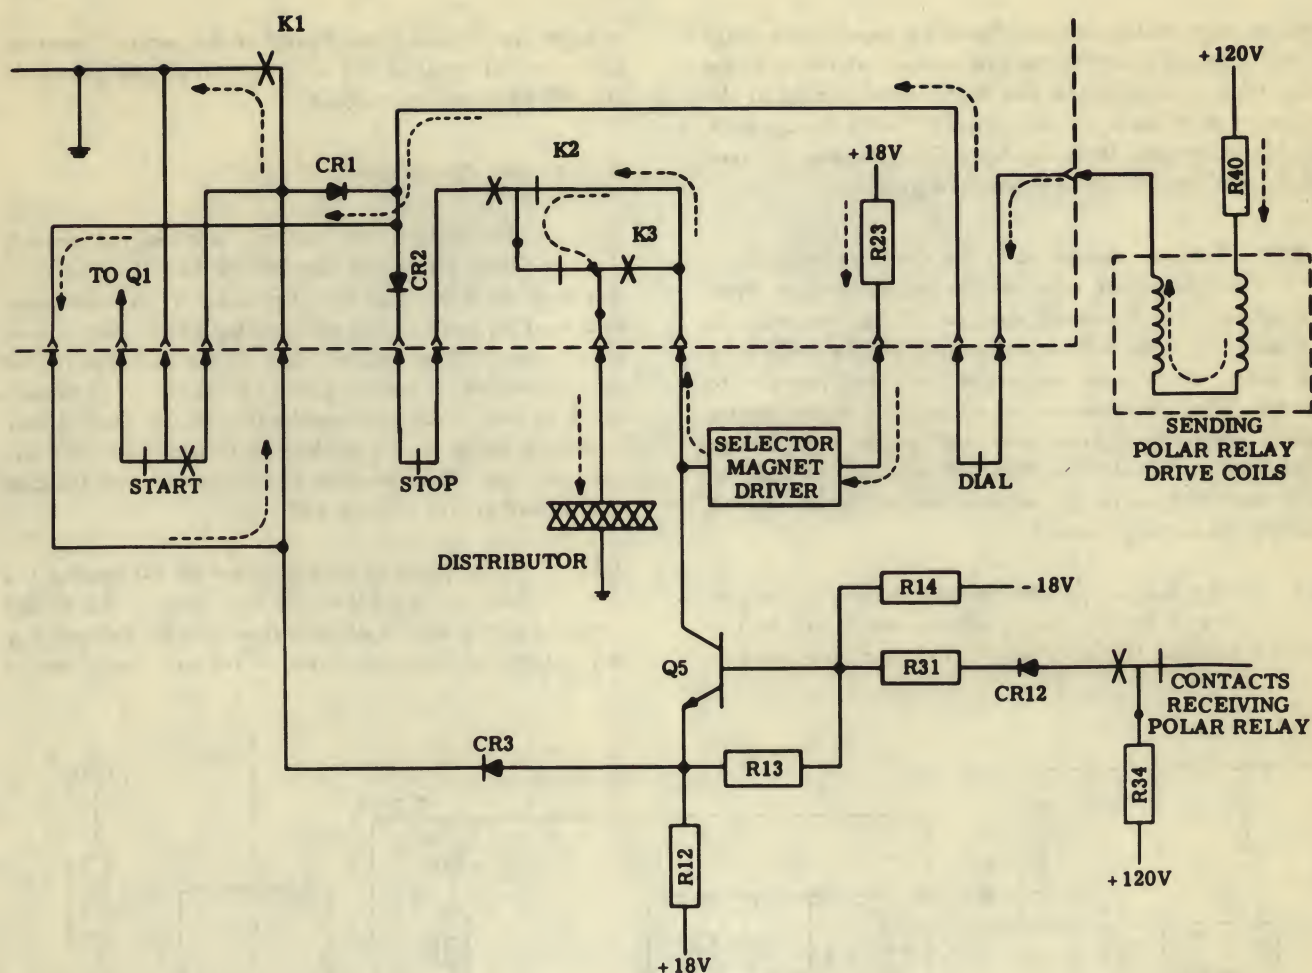 K1
+ 120V
R40
CR1
K2
+ 18V
K3
R23
TO Q1
CR2
START
STOP
SELECTOR
MAGNET
DRIVER
DIAL
SENDING
POLAR RELAY
DRIVE COILS
DISTRIBUTOR
R14
- 18V
Q5
R31
CR12
CONTACTS
RECEIVING
POLAR RELAY
CR3
R13
R34
R12
+ 120V
+ 18V